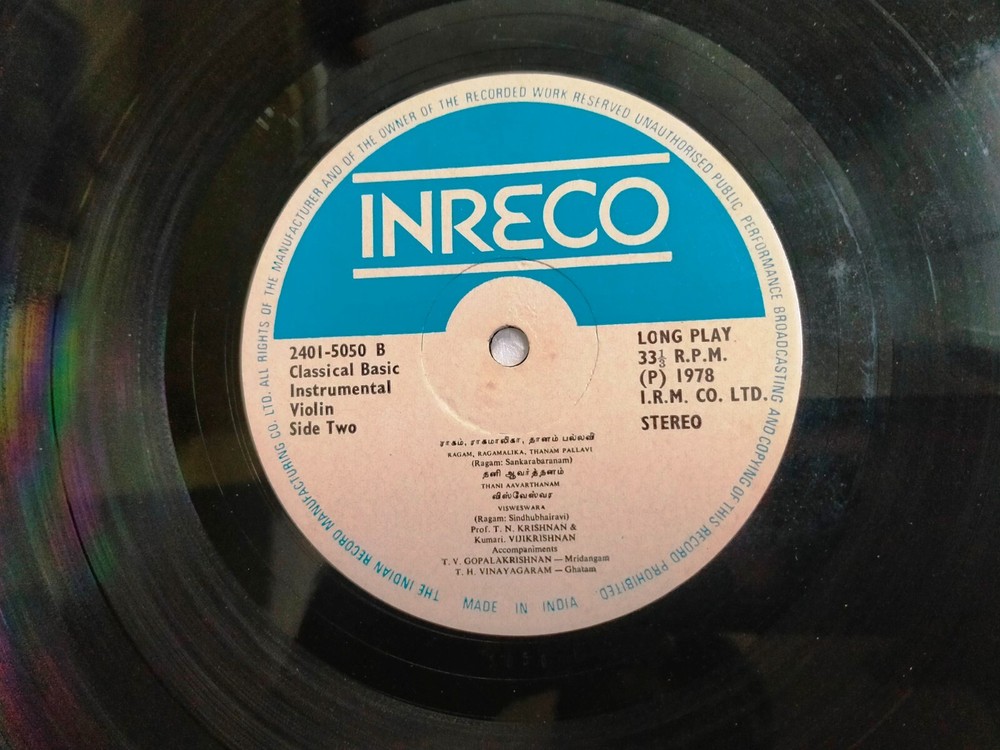 INRECO
2401-5050 B
Classical Basic
Instrumental
Violin
Side Two
LONG PLAY
33⅓ R.P.M.
(P) 1978
I.R.M. CO. LTD.
STEREO
ராகம், ராகமாலிகா, தானம் பல்லவி
RAGAM, RAGAMALIKA, THANAM PALLAVI
(Ragam: Sankarabaranam)
தனி ஆவர்த்தனம்
THANI AAVARTHANAM
விஸ்வேஸ்வர
VISWESWARA
(Ragam: Sindhubhairavi)
Prof. T. N. KRISHNAN &
Kumari. VIJIKRISHNAN
Accompaniments
T. V. GOPALAKRISHNAN — Mridangam
T. H. VINAYAGARAM — Ghatam
THE INDIAN RECORD MANUFACTURING CO. LTD. ALL RIGHTS OF THE MANUFACTURER AND OF THE OWNER OF THE RECORDED WORK RESERVED UNAUTHORISED PUBLIC PERFORMANCE BROADCASTING AND COPYING OF THIS RECORD PROHIBITED
MADE IN INDIA